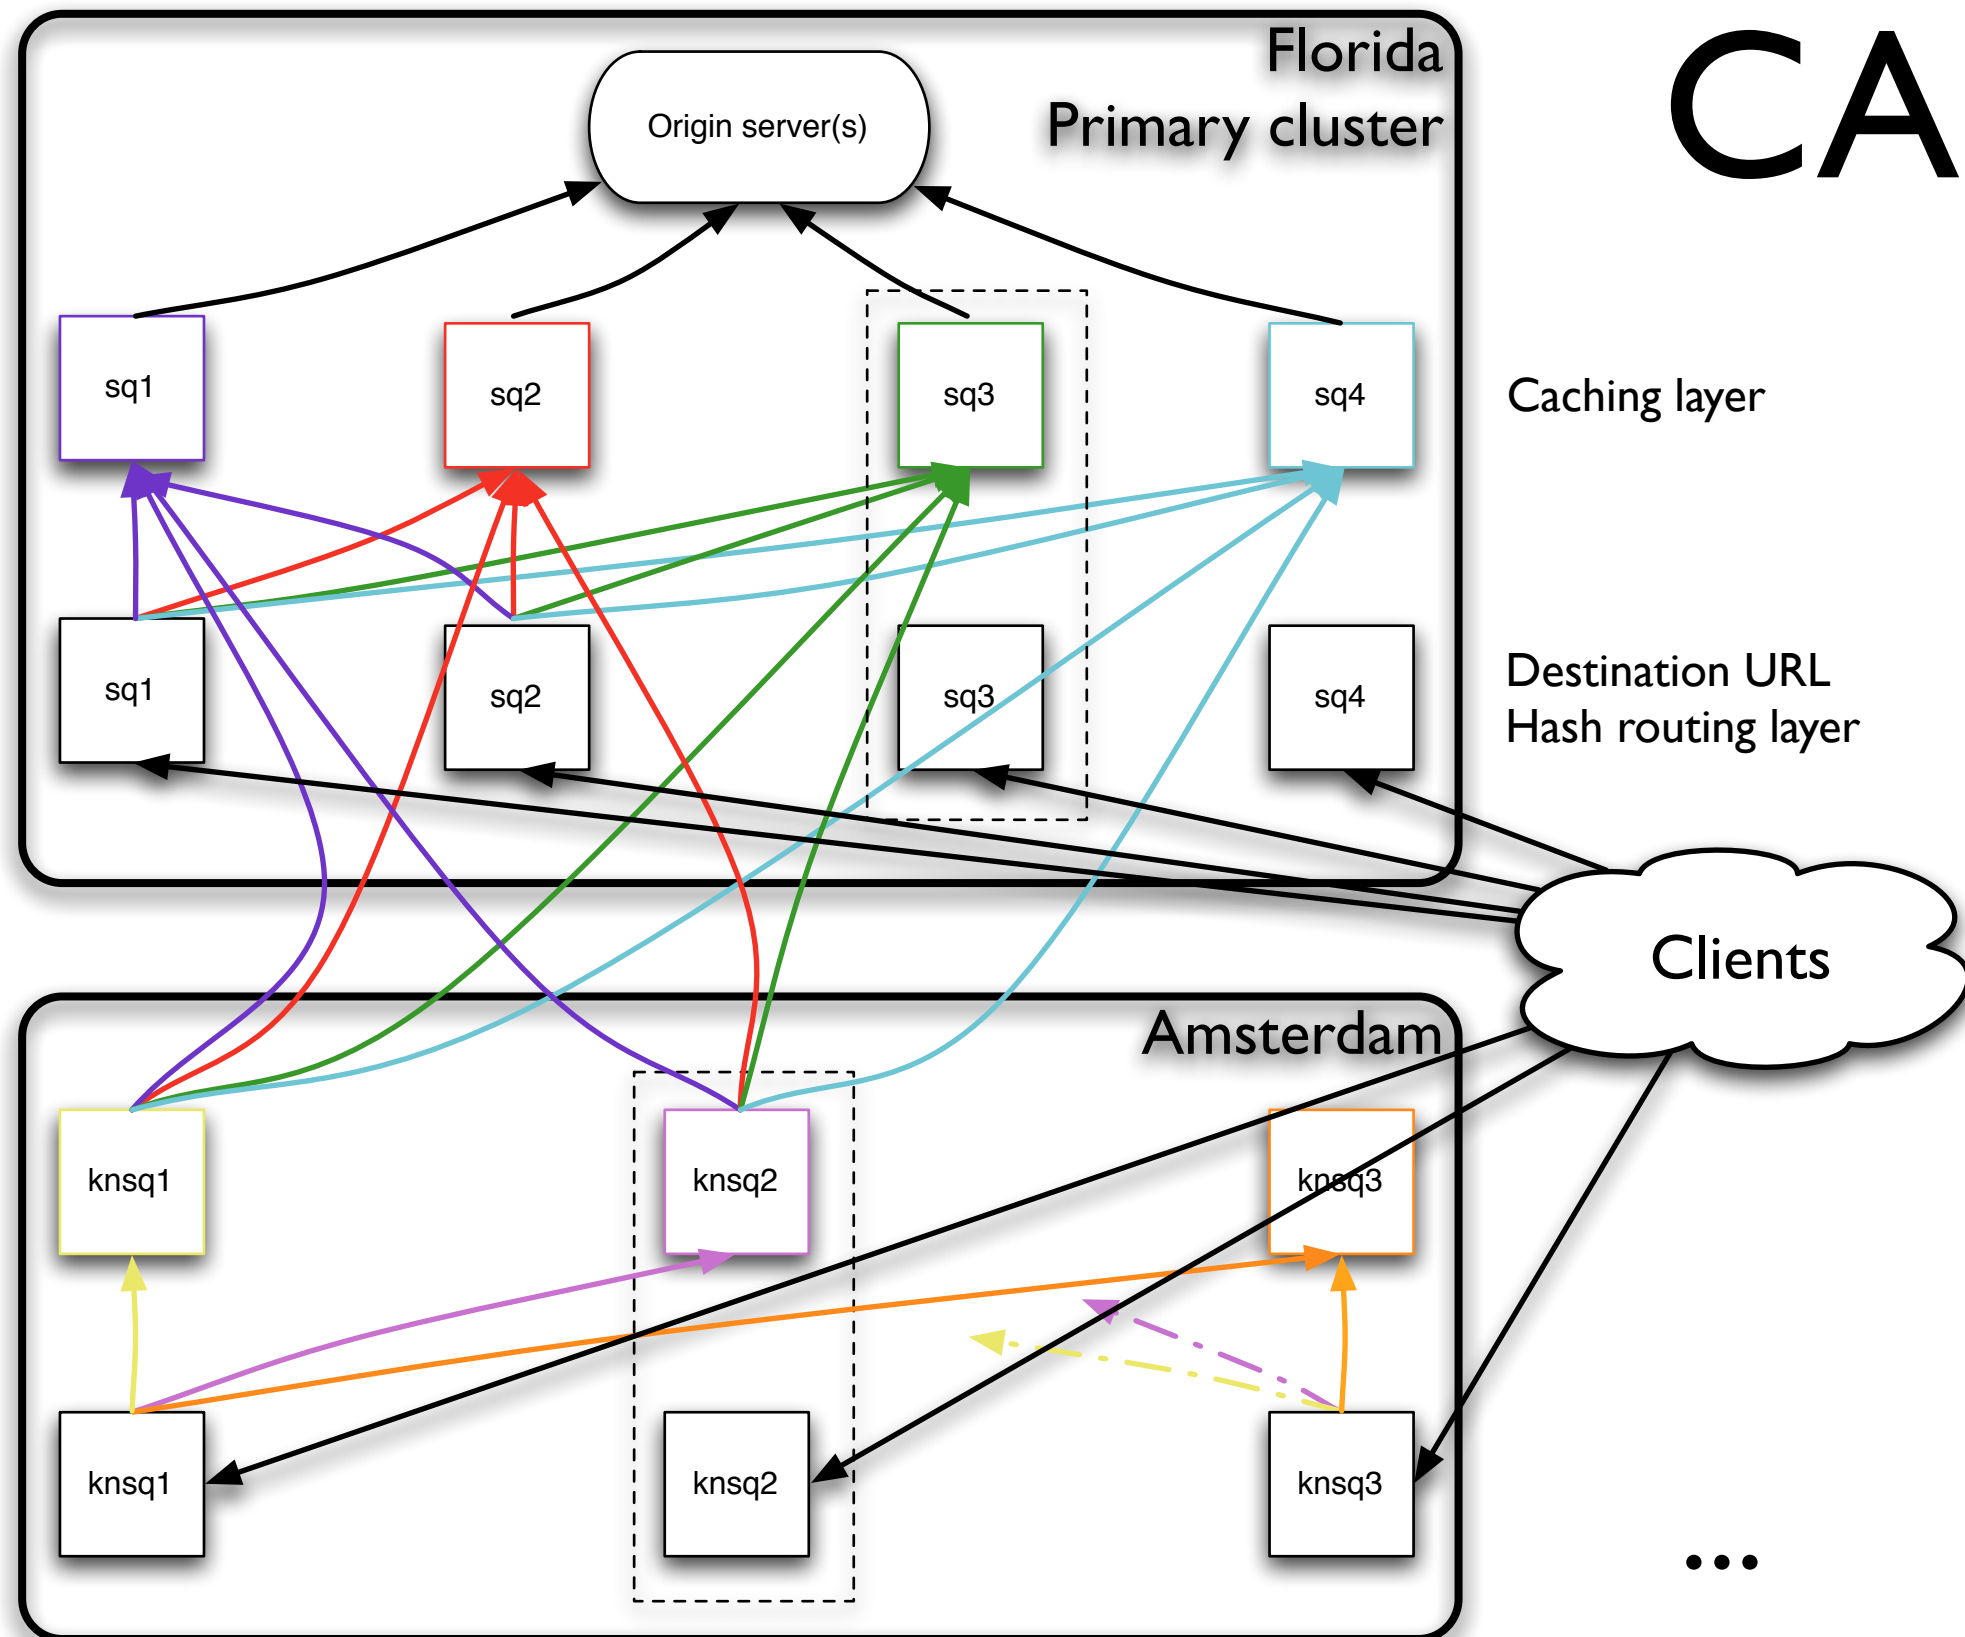 CA
Florida
Primary cluster
Origin server(s)
sq1
sq2
sq3
sq4
Caching layer
sq1
sq2
sq3
sq4
Destination URL
Hash routing layer
Clients
Amsterdam
knsq1
knsq2
knsq3
knsq1
knsq2
knsq3
...